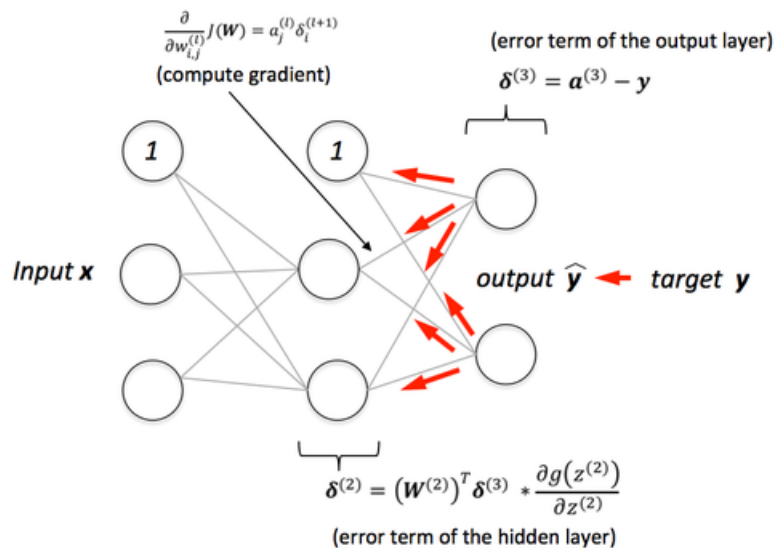 ∂/∂w_{i,j}^{(l)} J(W) = a_j^{(l)} δ_i^{(l+1)}
(compute gradient)
(error term of the output layer)
δ^{(3)} = a^{(3)} − y
1
1
Input x
output ŷ
target y
δ^{(2)} = (W^{(2)})^T δ^{(3)} * ∂g(z^{(2)})/∂z^{(2)}
(error term of the hidden layer)